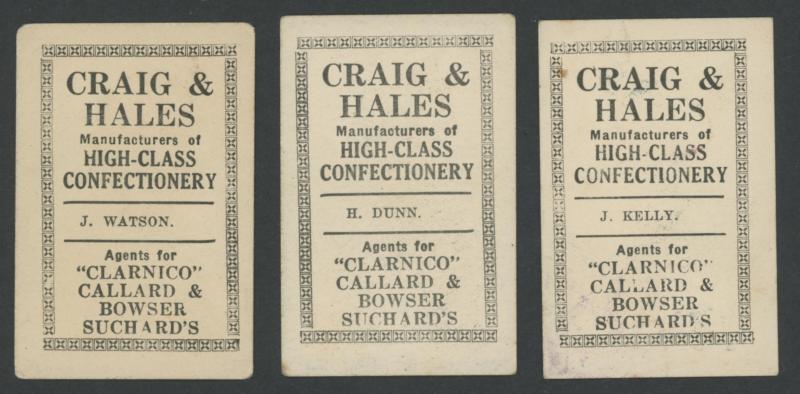 CRAIG &
HALES
Manufacturers of
HIGH-CLASS
CONFECTIONERY
J. WATSON.
Agents for
"CLARNICO"
CALLARD &
BOWSER
SUCHARD'S
CRAIG &
HALES
Manufacturers of
HIGH-CLASS
CONFECTIONERY
H. DUNN.
Agents for
"CLARNICO"
CALLARD &
BOWSER
SUCHARD'S
CRAIG &
HALES
Manufacturers of
HIGH-CLASS
CONFECTIONERY
J. KELLY.
Agents for
"CLARNICO"
CALLARD &
BOWSER
SUCHARD'S